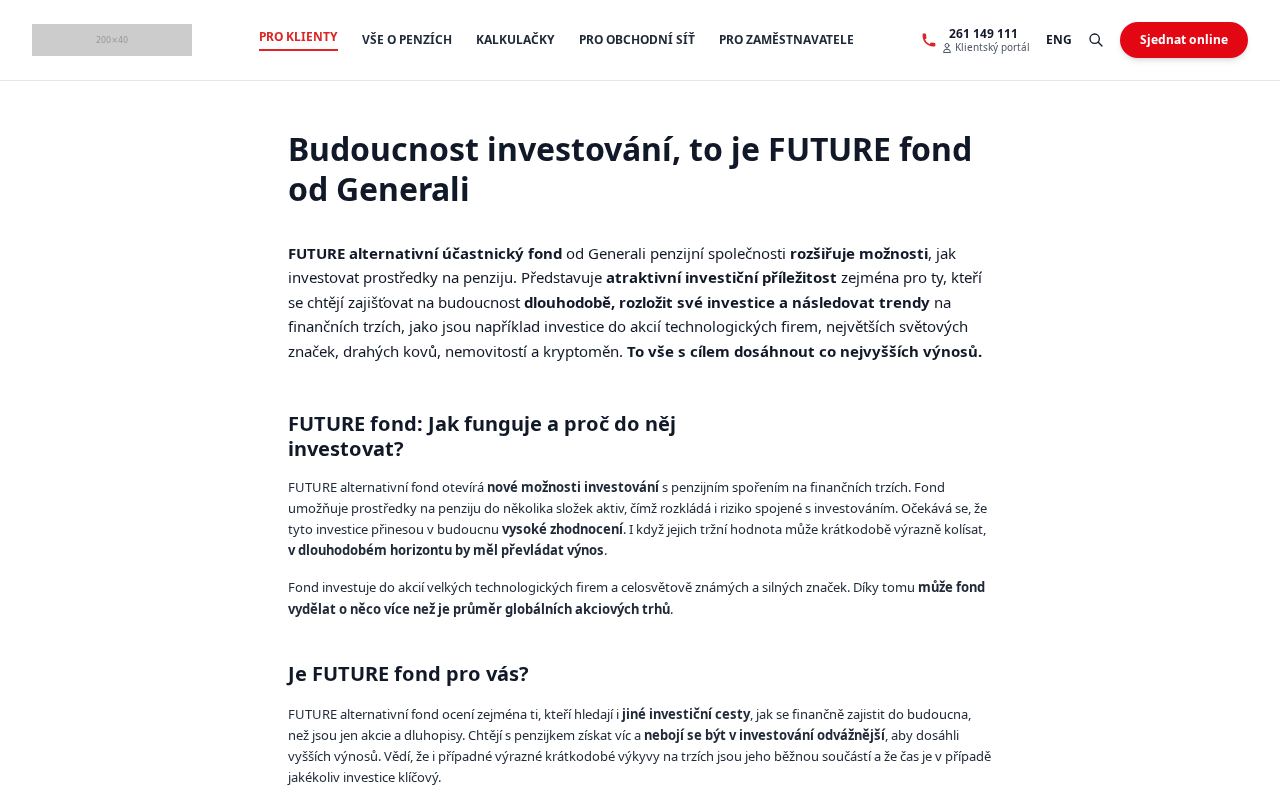 200×40
PRO KLIENTY
VŠE O PENZÍCH
KALKULAČKY
PRO OBCHODNÍ SÍŤ
PRO ZAMĚSTNAVATELE
261 149 111
Klientský portál
ENG
Sjednat online
Budoucnost investování, to je FUTURE fond
od Generali
FUTURE alternativní účastnický fond od Generali penzijní společnosti rozšiřuje možnosti, jak
investovat prostředky na penziju. Představuje atraktivní investiční příležitost zejména pro ty, kteří
se chtějí zajišťovat na budoucnost dlouhodobě, rozložit své investice a následovat trendy na
finančních trzích, jako jsou například investice do akcií technologických firem, největších světových
značek, drahých kovů, nemovitostí a kryptoměn. To vše s cílem dosáhnout co nejvyšších výnosů.
FUTURE fond: Jak funguje a proč do něj
investovat?
FUTURE alternativní fond otevírá nové možnosti investování s penzijním spořením na finančních trzích. Fond
umožňuje prostředky na penziju do několika složek aktiv, čímž rozkládá i riziko spojené s investováním. Očekává se, že
tyto investice přinesou v budoucnu vysoké zhodnocení. I když jejich tržní hodnota může krátkodobě výrazně kolísat,
v dlouhodobém horizontu by měl převládat výnos.
Fond investuje do akcií velkých technologických firem a celosvětově známých a silných značek. Díky tomu může fond
vydělat o něco více než je průměr globálních akciových trhů.
Je FUTURE fond pro vás?
FUTURE alternativní fond ocení zejména ti, kteří hledají i jiné investiční cesty, jak se finančně zajistit do budoucna,
než jsou jen akcie a dluhopisy. Chtějí s penzijkem získat víc a nebojí se být v investování odvážnější, aby dosáhli
vyšších výnosů. Vědí, že i případné výrazné krátkodobé výkyvy na trzích jsou jeho běžnou součástí a že čas je v případě
jakékoliv investice klíčový.